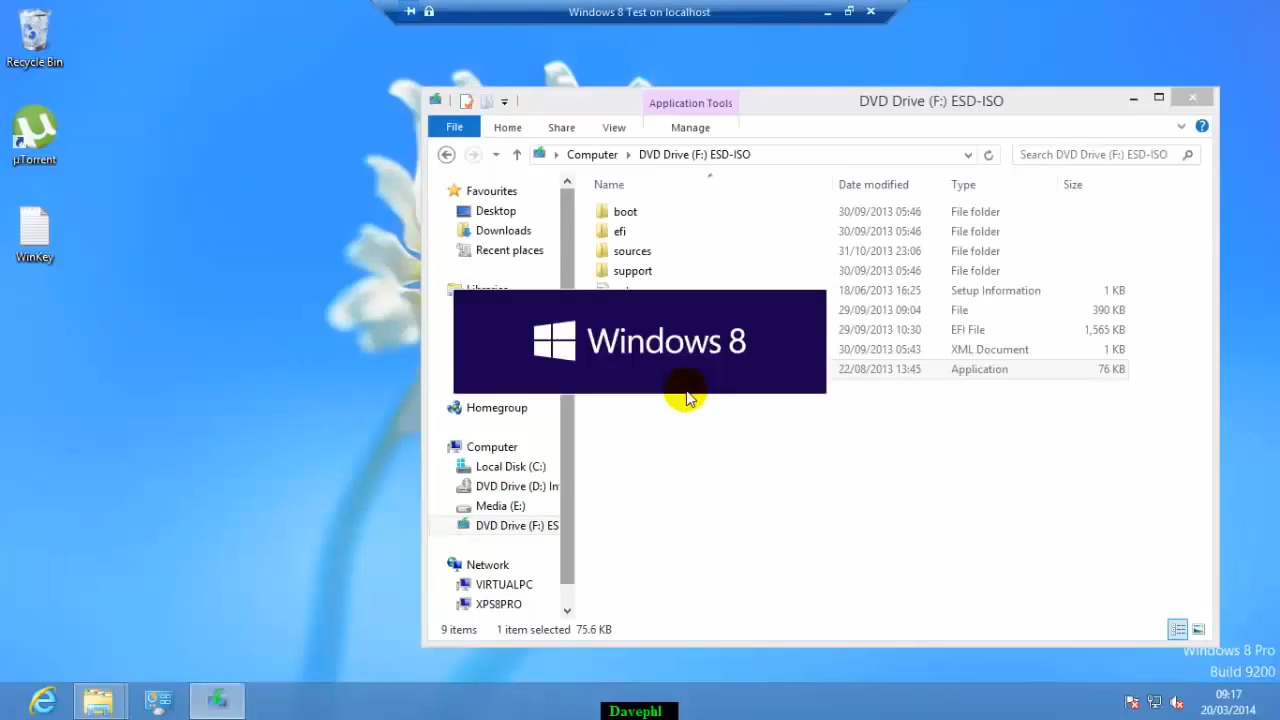 Windows 8 Test on localhost
Recycle Bin
µTorrent
WinKey
Application Tools
DVD Drive (F:) ESD-ISO
File Home Share View Manage
Computer DVD Drive (F:) ESD-ISO
Search DVD Drive (F:) ESD-ISO
Name Date modified Type Size
Favourites
Desktop
Downloads
Recent places
Homegroup
Computer
Local Disk (C:)
DVD Drive (D:) In
Media (E:)
DVD Drive (F:) ES
Network
VIRTUALPC
XPS8PRO
boot 30/09/2013 05:46 File folder
efi 30/09/2013 05:46 File folder
sources 31/10/2013 23:06 File folder
support 30/09/2013 05:46 File folder
18/06/2013 16:25 Setup Information 1 KB
29/09/2013 09:04 File 390 KB
29/09/2013 10:30 EFI File 1,565 KB
30/09/2013 05:43 XML Document 1 KB
22/08/2013 13:45 Application 76 KB
Windows 8
9 items 1 item selected 75.6 KB
Windows 8 Pro
Build 9200
09:17
20/03/2014
Davephl